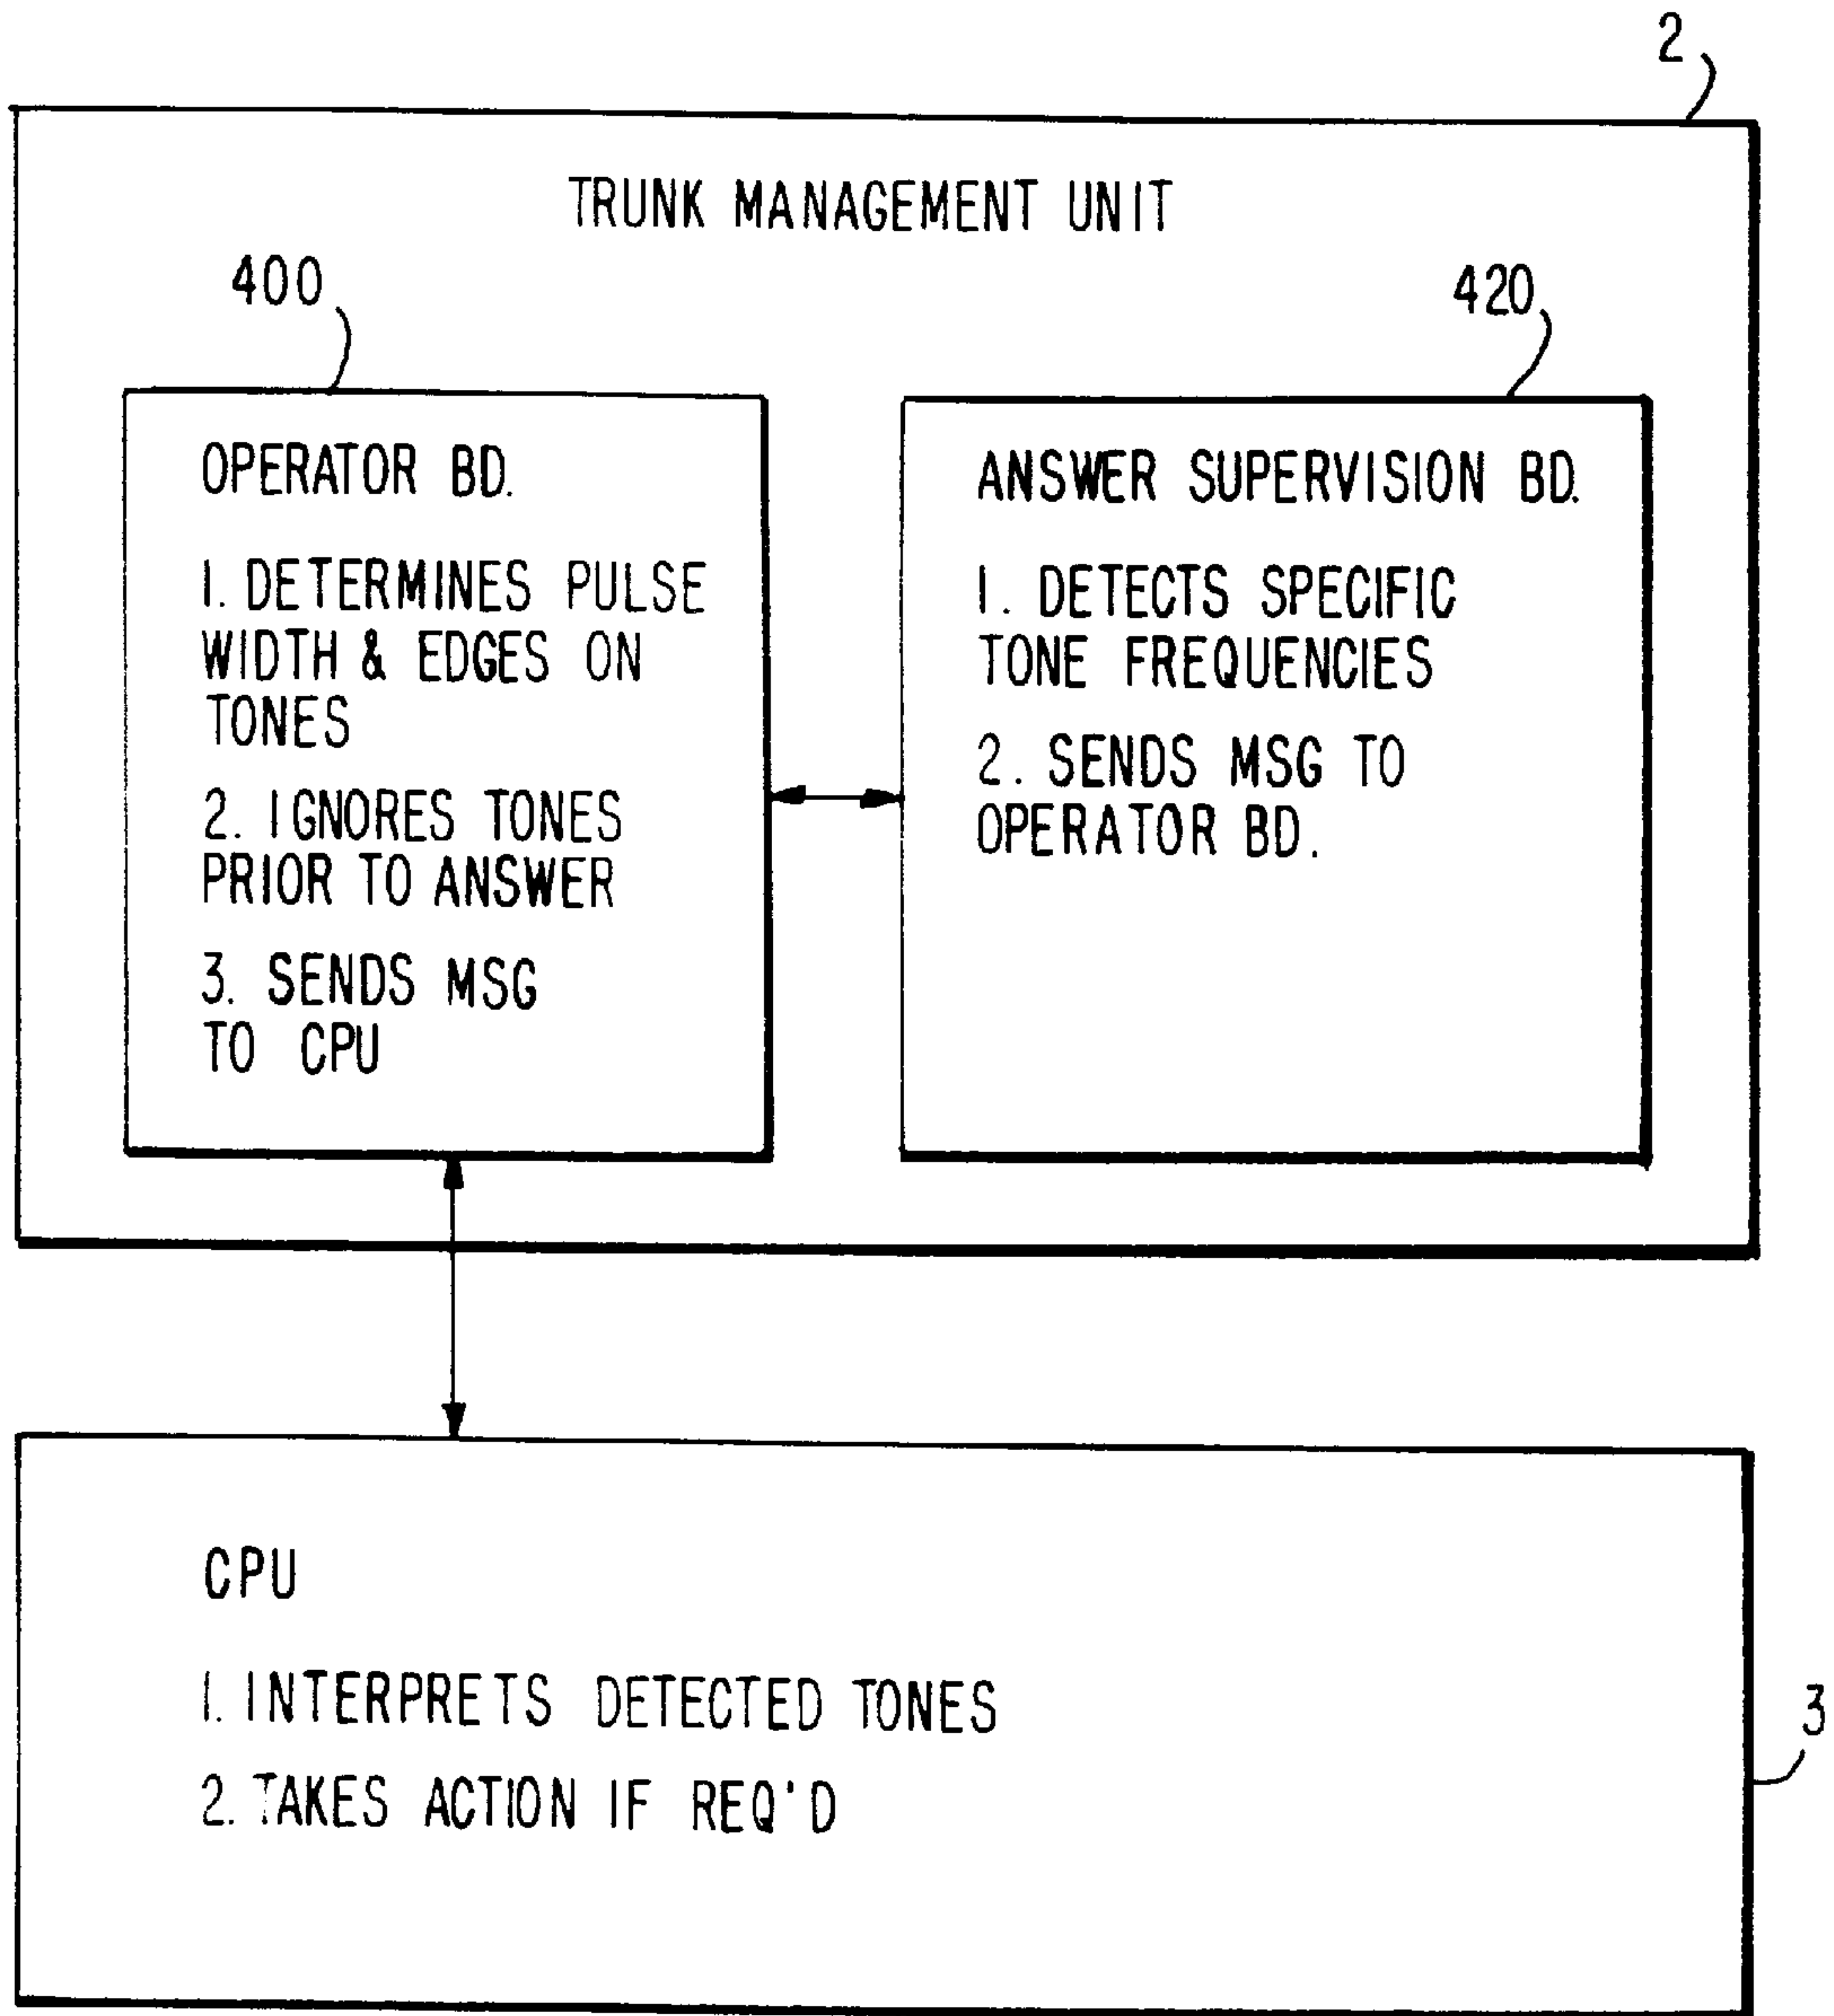 2
TRUNK MANAGEMENT UNIT
400
420
OPERATOR BD.
1. DETERMINES PULSE
WIDTH & EDGES ON
TONES
2. IGNORES TONES
PRIOR TO ANSWER
3. SENDS MSG
TO CPU
ANSWER SUPERVISION BD.
1. DETECTS SPECIFIC
TONE FREQUENCIES
2. SENDS MSG TO
OPERATOR BD.
CPU
1. INTERPRETS DETECTED TONES
2. TAKES ACTION IF REQ'D
3